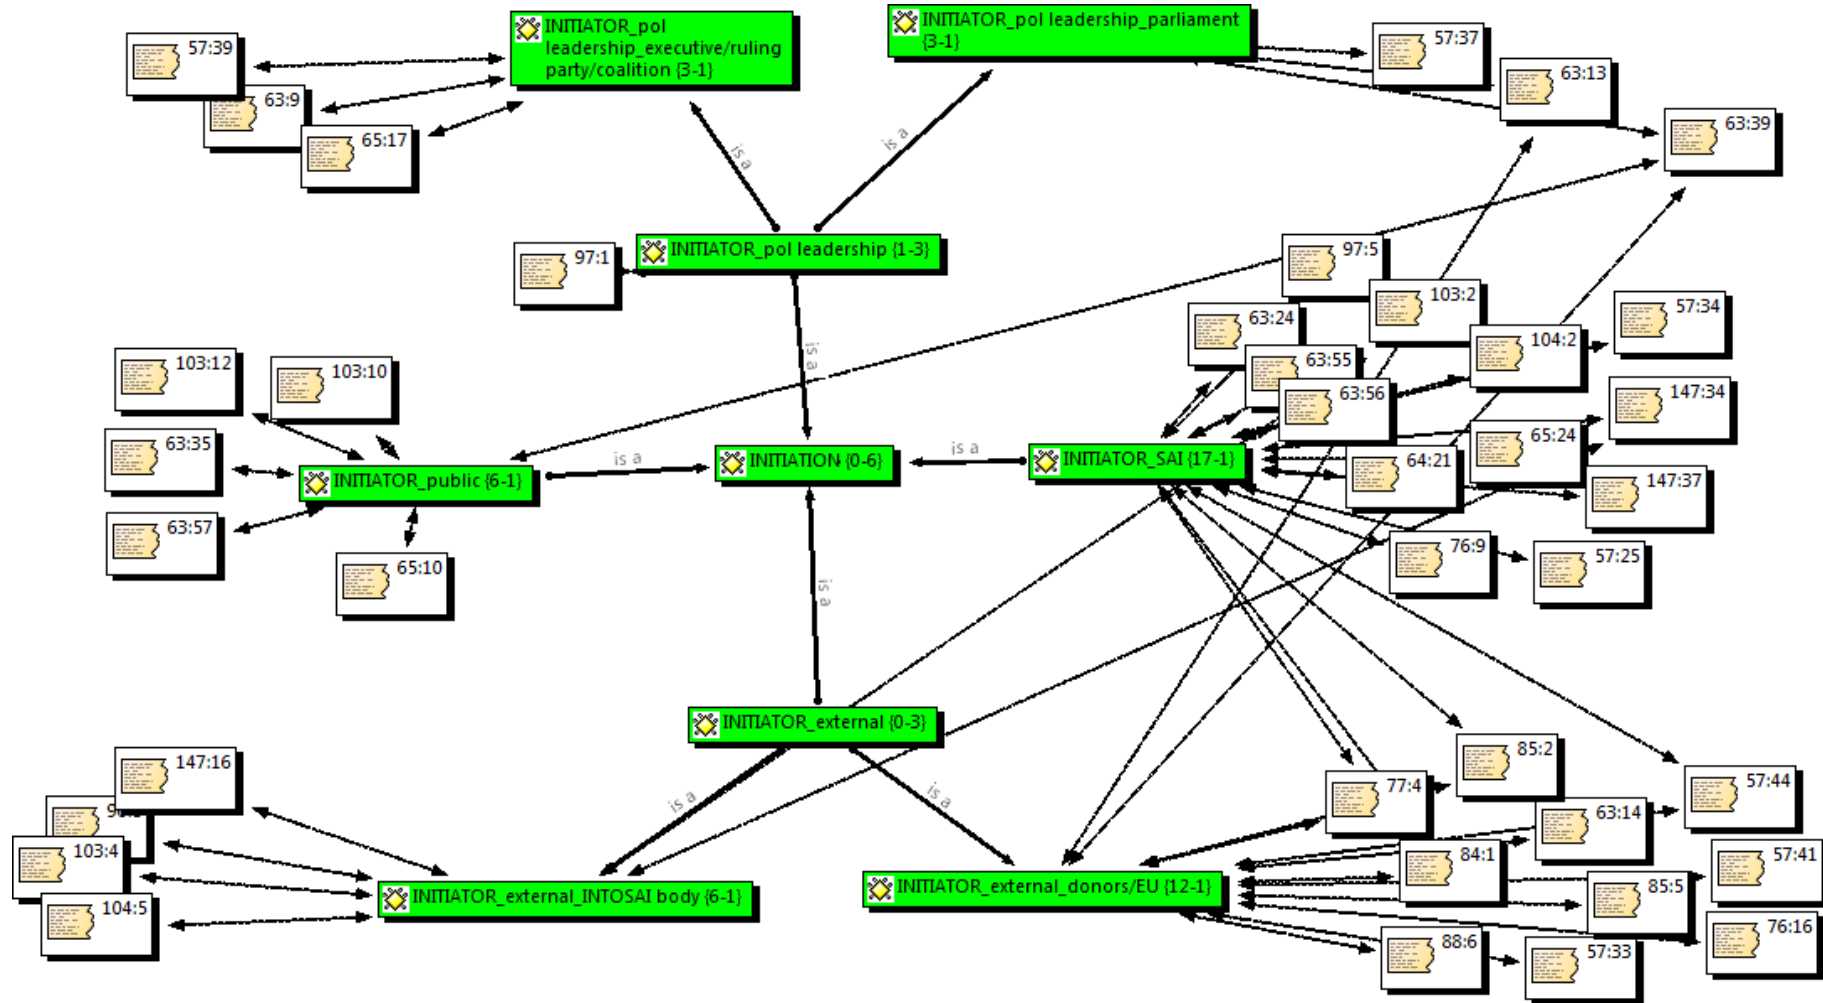 INITIATOR_pol
leadership_executive/ruling
party/coalition {3-1}
INITIATOR_pol leadership_parliament
{3-1}
57:39
63:9
65:17
57:37
63:13
63:39
is a
is a
INITIATOR_pol leadership {1-3}
97:1
97:5
103:2
57:34
63:24
104:2
63:55
63:56
147:34
is a
103:12
103:10
63:35
63:57
65:10
INITIATOR_public {6-1}
is a
INITIATION {0-6}
is a
INITIATOR_SAI {17-1}
65:24
64:21
147:37
76:9
57:25
is a
INITIATOR_external {0-3}
is a
is a
147:16
103:4
104:5
INITIATOR_external_INTOSAI body {6-1}
INITIATOR_external_donors/EU {12-1}
77:4
85:2
57:44
63:14
84:1
57:41
85:5
76:16
88:6
57:33